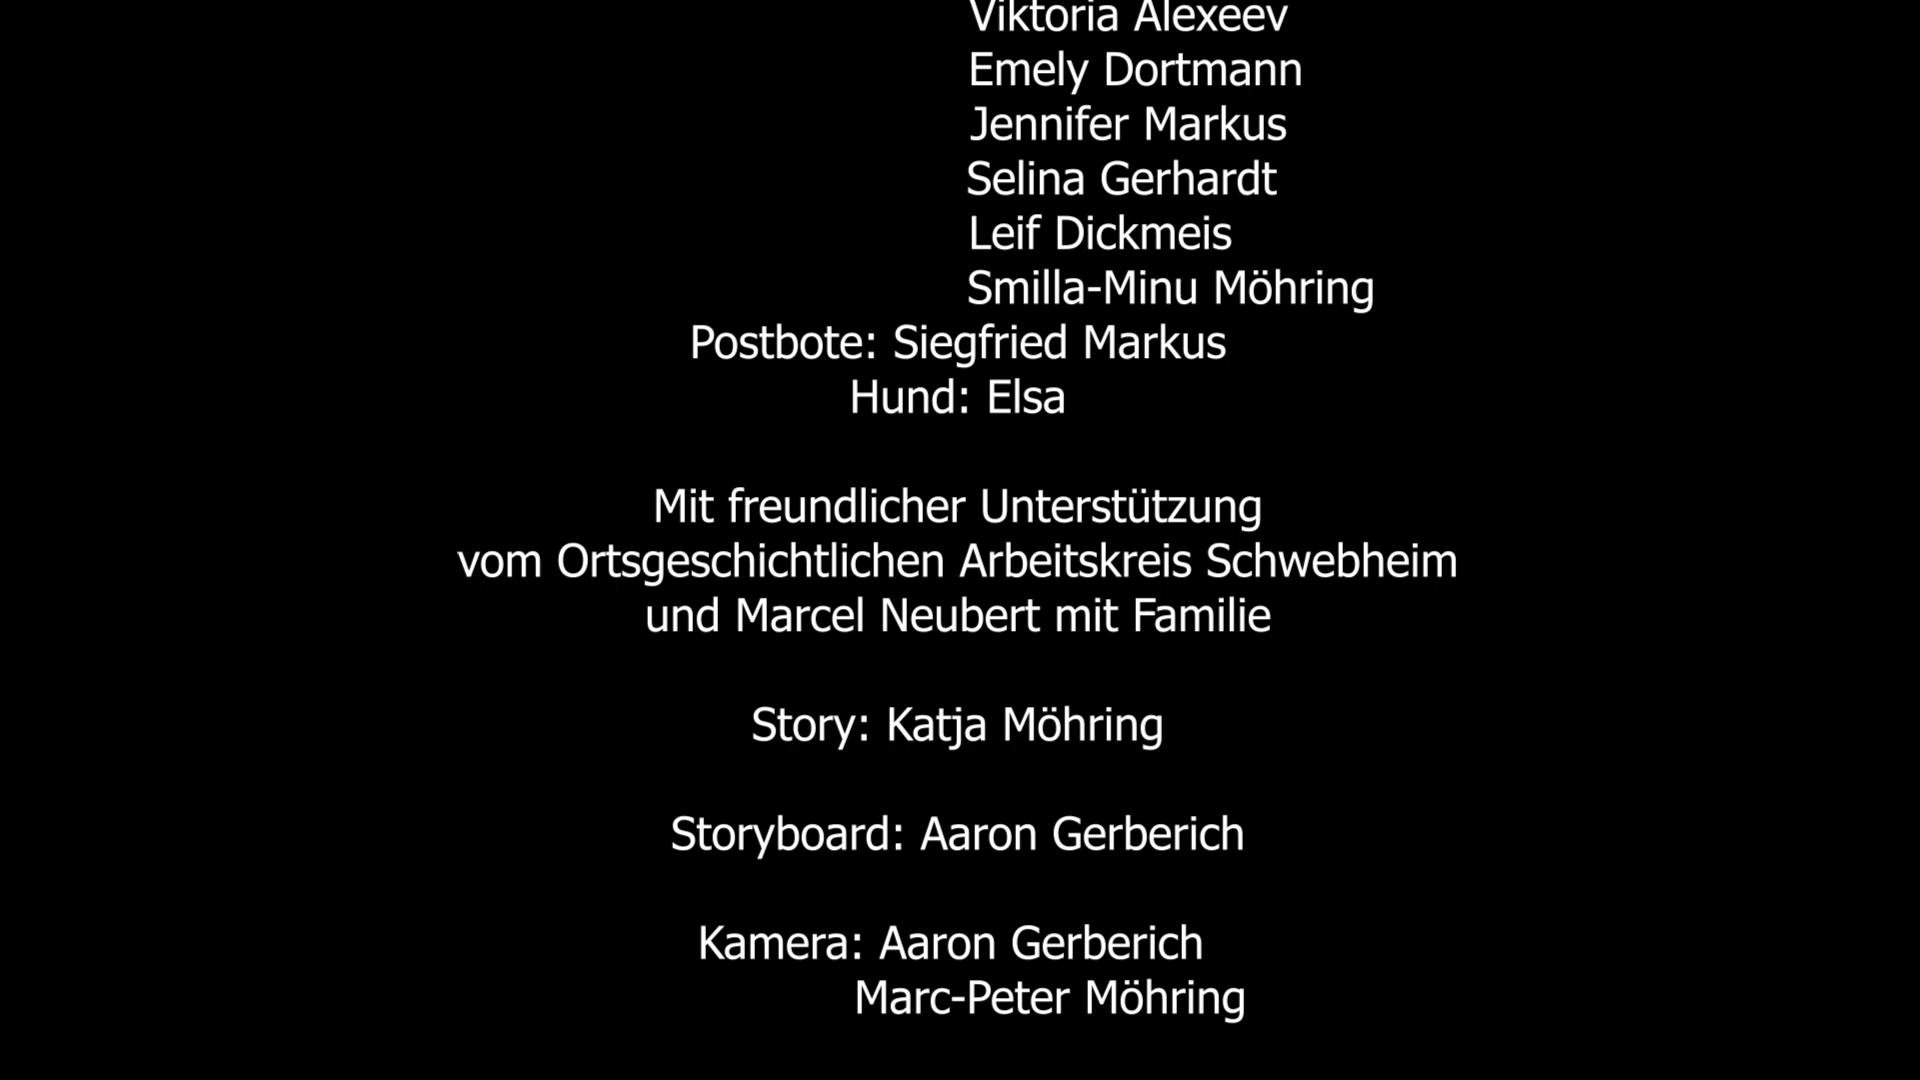 Viktoria Alexeev
Emely Dortmann
Jennifer Markus
Selina Gerhardt
Leif Dickmeis
Smilla-Minu Möhring
Postbote: Siegfried Markus
Hund: Elsa
Mit freundlicher Unterstützung
vom Ortsgeschichtlichen Arbeitskreis Schwebheim
und Marcel Neubert mit Familie
Story: Katja Möhring
Storyboard: Aaron Gerberich
Kamera: Aaron Gerberich
Marc-Peter Möhring